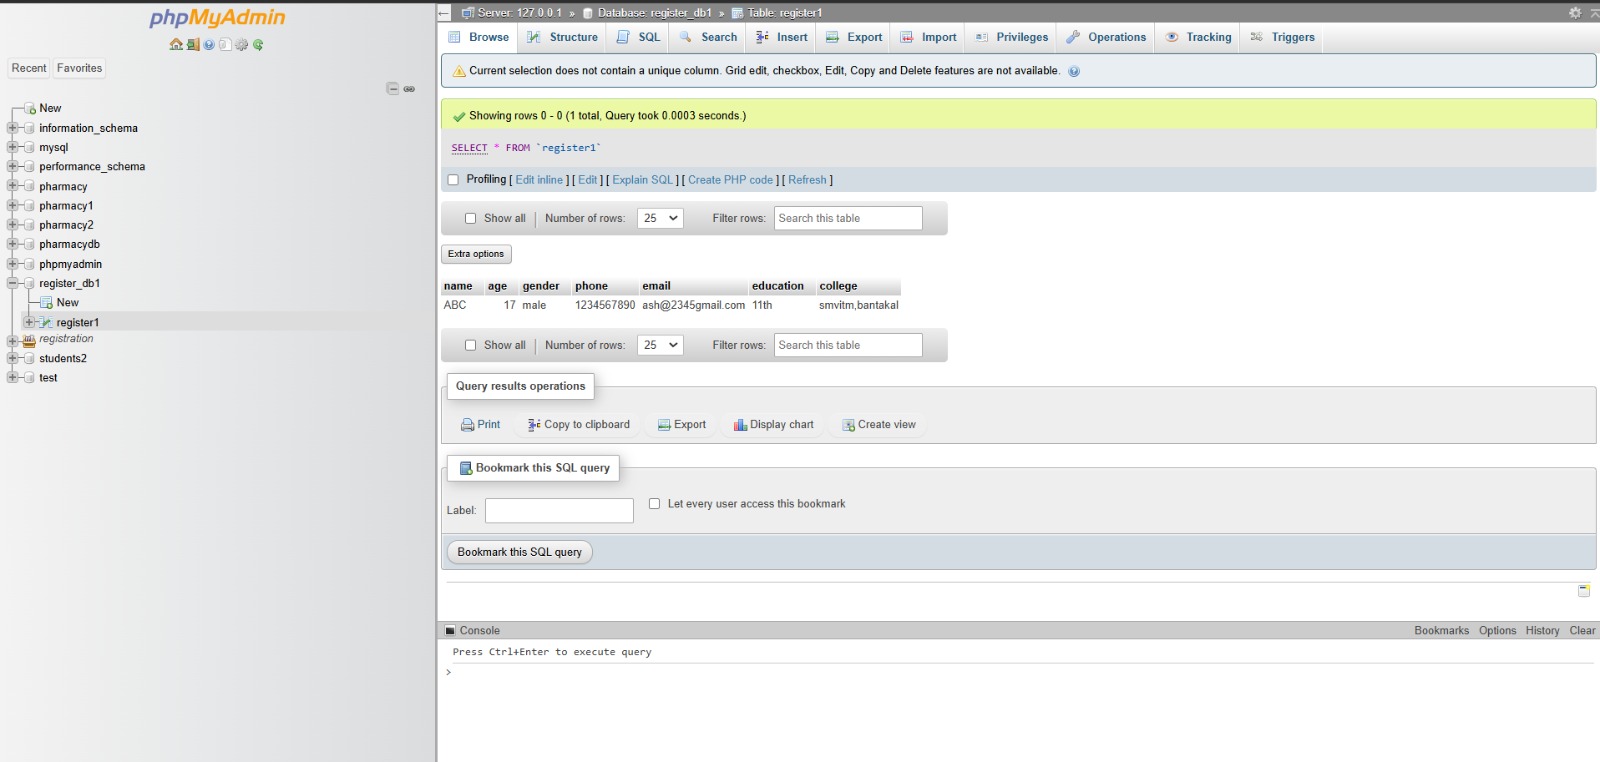 phpMyAdmin
Recent Favorites
New
information_schema
mysql
performance_schema
pharmacy
pharmacy1
pharmacy2
pharmacydb
phpmyadmin
register_db1
New
register1
registration
students2
test
Server: 127.0.0.1 » Database: register_db1 » Table: register1
Browse Structure SQL Search Insert Export Import Privileges Operations Tracking Triggers
Current selection does not contain a unique column. Grid edit, checkbox, Edit, Copy and Delete features are not available.
Showing rows 0 - 0 (1 total, Query took 0.0003 seconds.)
SELECT * FROM `register1`
Profiling [ Edit inline ] [ Edit ] [ Explain SQL ] [ Create PHP code ] [ Refresh ]
Show all | Number of rows: 25 Filter rows: Search this table
Extra options
name age gender phone email education college
ABC 17 male 1234567890 ash@2345gmail.com 11th smvitm,bantakal
Show all | Number of rows: 25 Filter rows: Search this table
Query results operations
Print Copy to clipboard Export Display chart Create view
Bookmark this SQL query
Label: Let every user access this bookmark
Bookmark this SQL query
Console Bookmarks Options History Clear
Press Ctrl+Enter to execute query
>